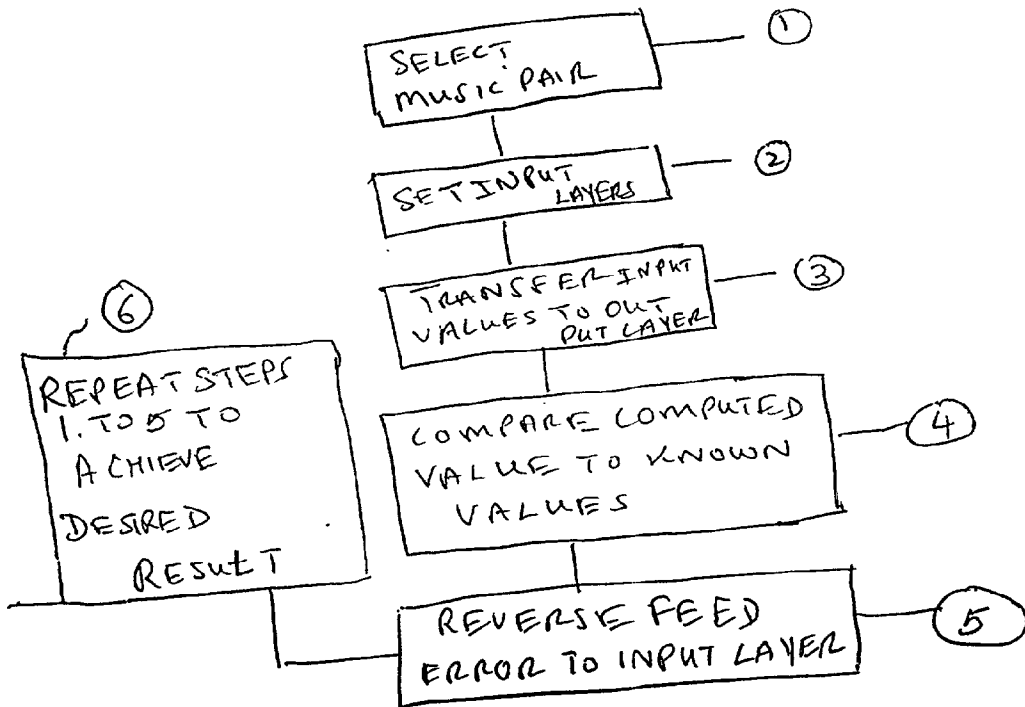 1
SELECT
MUSIC PAIR
2
SET INPUT
LAYERS
3
TRANSFER INPUT
VALUES TO OUT
PUT LAYER
6
REPEAT STEPS
1. TO 5 TO
ACHIEVE
DESIRED
RESULT
4
COMPARE COMPUTED
VALUE TO KNOWN
VALUES
5
REVERSE FEED
ERROR TO INPUT LAYER